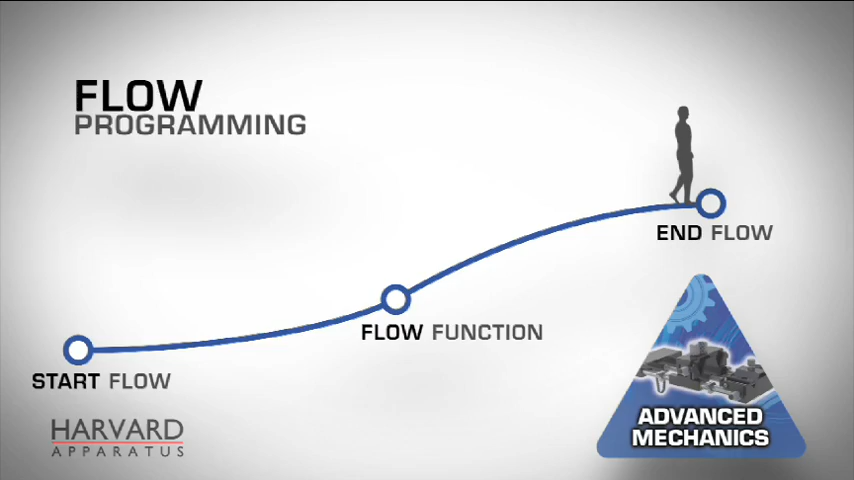 FLOW
PROGRAMMING
END FLOW
FLOW FUNCTION
START FLOW
ADVANCED
MECHANICS
HARVARD
APPARATUS